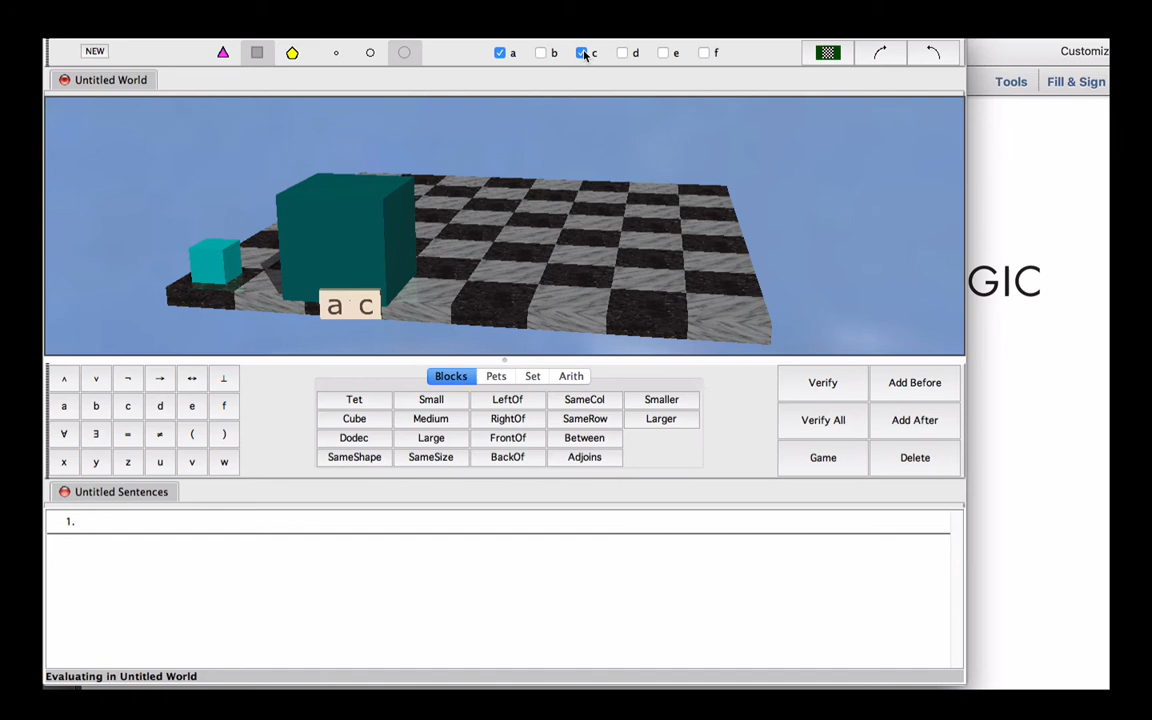 NEW a b c d e f Customiz
Untitled World Tools Fill & Sign
a c
GIC
∧ ∨ ¬ → ↔ ⊥ Blocks Pets Set Arith Verify Add Before
a b c d e f Tet Small LeftOf SameCol Smaller
Cube Medium RightOf SameRow Larger Verify All Add After
∀ ∃ = ≠ ( ) Dodec Large FrontOf Between
x y z u v w SameShape SameSize BackOf Adjoins Game Delete
Untitled Sentences
1.
Evaluating in Untitled World